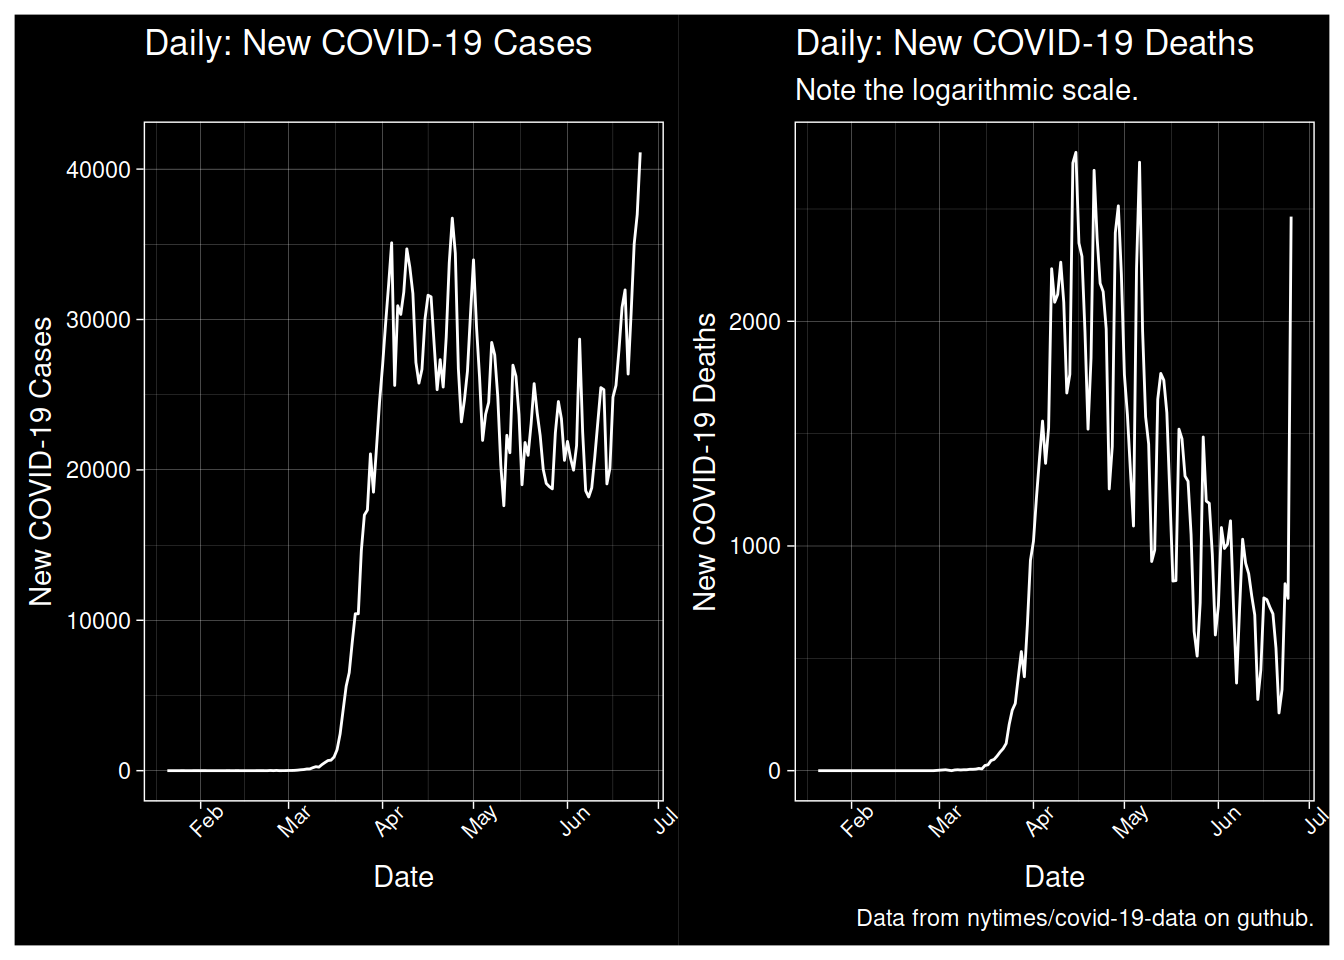 Daily: New COVID-19 Cases
New COVID-19 Cases
40000
30000
20000
10000
0
Feb Mar Apr May Jun Jul
Date
Daily: New COVID-19 Deaths
Note the logarithmic scale.
New COVID-19 Deaths
2000
1000
0
Feb Mar Apr May Jun Jul
Date
Data from nytimes/covid-19-data on guthub.